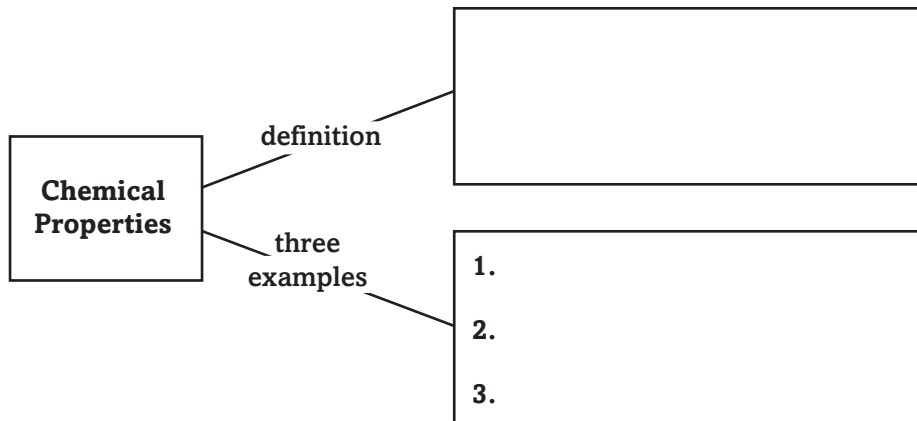 definition
Chemical
Properties
three
examples
1.
2.
3.